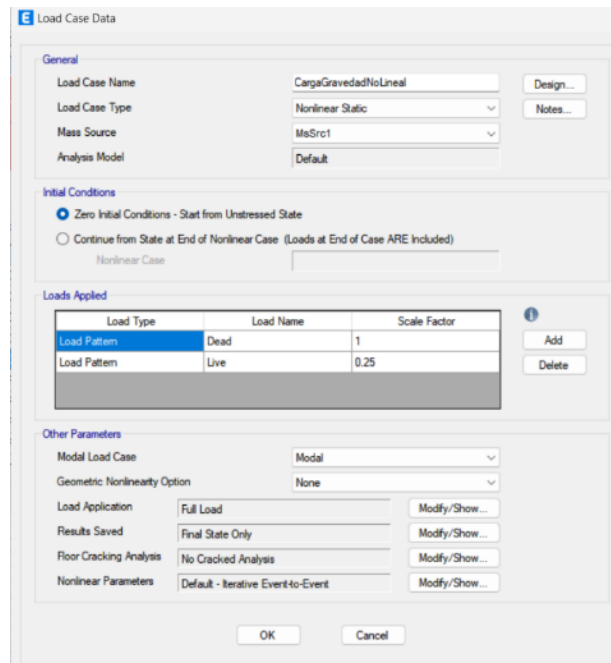 E Load Case Data
General
Load Case Name CargaGravedadNoLineal Design...
Load Case Type Nonlinear Static Notes...
Mass Source MsSrc1
Analysis Model Default
Initial Conditions
Zero Initial Conditions - Start from Unstressed State
Continue from State at End of Nonlinear Case (Loads at End of Case ARE Included)
Nonlinear Case
Loads Applied
Load Type Load Name Scale Factor
Load Pattern Dead 1 Add
Load Pattern Live 0.25 Delete
Other Parameters
Modal Load Case Modal
Geometric Nonlinearity Option None
Load Application Full Load Modify/Show...
Results Saved Final State Only Modify/Show...
Floor Cracking Analysis No Cracked Analysis Modify/Show...
Nonlinear Parameters Default - Iterative Event-to-Event Modify/Show...
OK Cancel